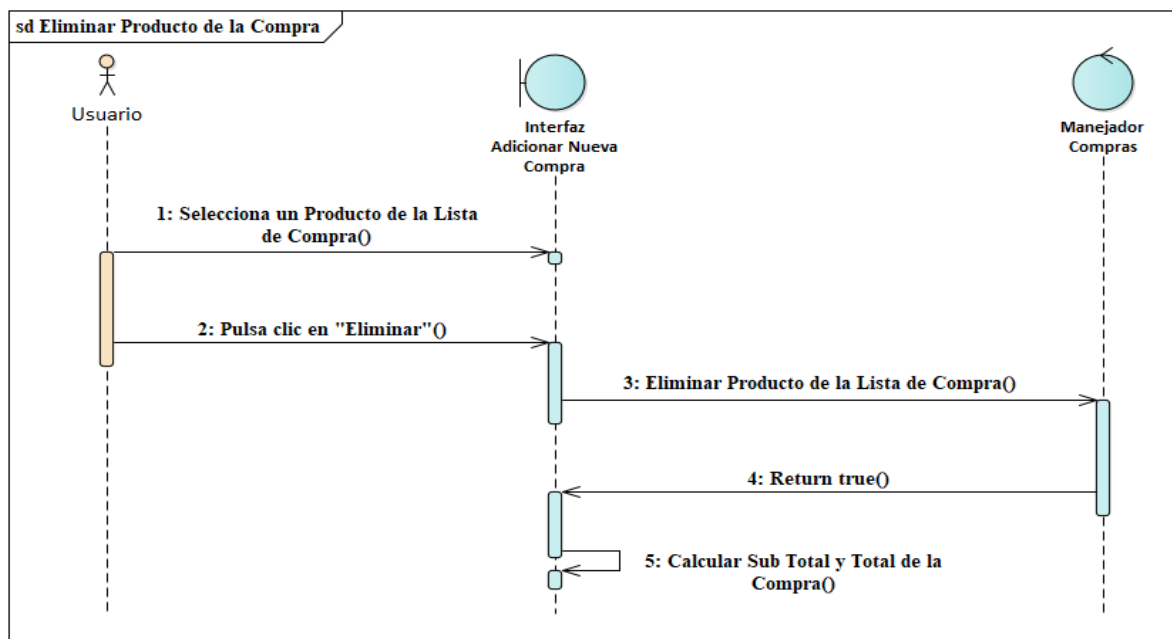 sd Eliminar Producto de la Compra
Usuario
Interfaz
Adicionar Nueva
Compra
Manejador
Compras
1: Selecciona un Producto de la Lista
de Compra()
2: Pulsa clic en "Eliminar"()
3: Eliminar Producto de la Lista de Compra()
4: Return true()
5: Calcular Sub Total y Total de la
Compra()